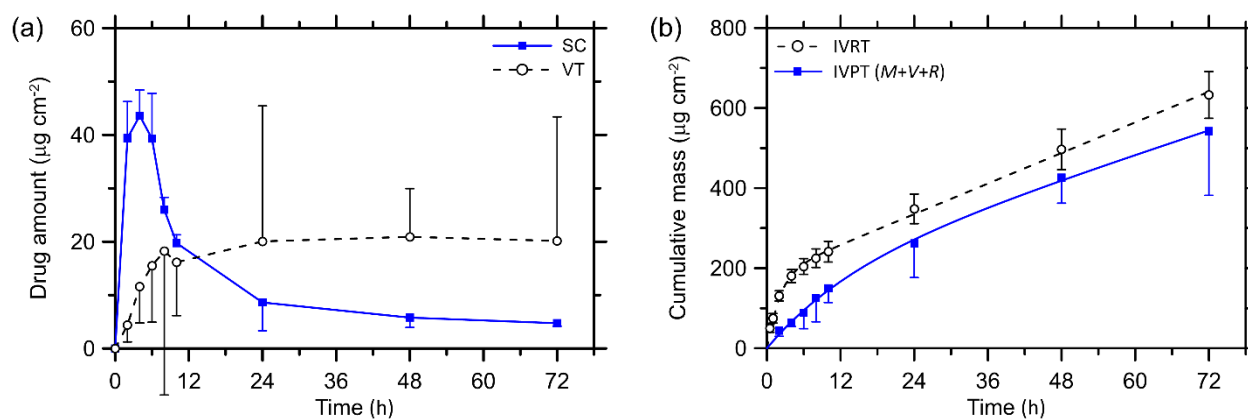 (a)
60
40
20
0
Drug amount (µg cm⁻²)
SC
VT
0 12 24 36 48 60 72
Time (h)
(b)
800
600
400
200
0
Cumulative mass (µg cm⁻²)
IVRT
IVPT (M+V+R)
0 12 24 36 48 60 72
Time (h)